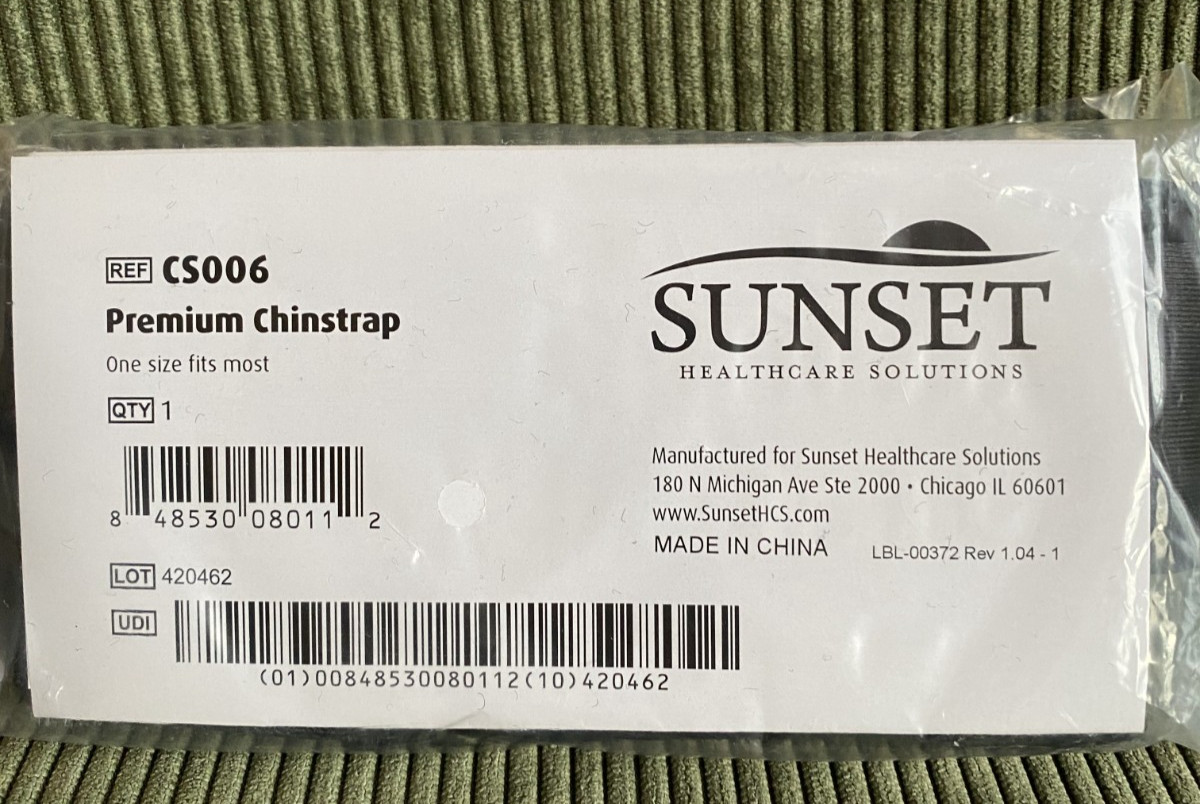 REF CS006
Premium Chinstrap
One size fits most
QTY 1
8 48530 08011 2
LOT 420462
UDI
(01)00848530080112(10)420462
SUNSET
HEALTHCARE SOLUTIONS
Manufactured for Sunset Healthcare Solutions
180 N Michigan Ave Ste 2000 • Chicago IL 60601
www.SunsetHCS.com
MADE IN CHINA LBL-00372 Rev 1.04 - 1